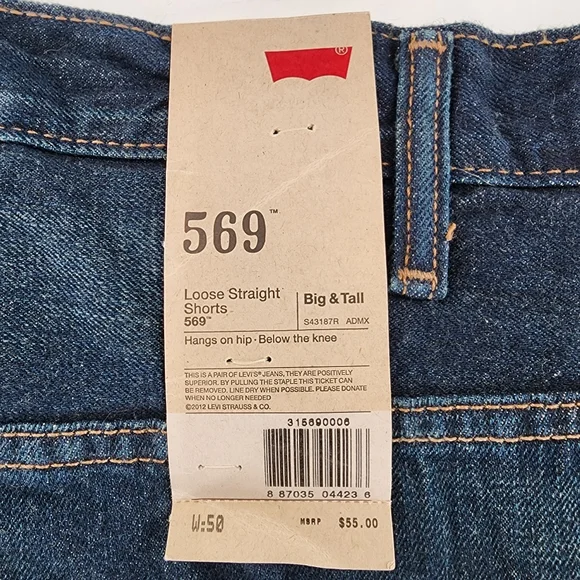 ®
569™
Loose Straight
Shorts
569™
Big & Tall
S43187R ADMX
Hangs on hip · Below the knee
THIS IS A PAIR OF LEVI'S® JEANS, THEY ARE POSITIVELY
SUPERIOR. BY PULLING THE STAPLE THIS TICKET CAN
BE REMOVED. LINE DRY WHEN POSSIBLE. PLEASE DONATE
WHEN NO LONGER NEEDED
©2012 LEVI STRAUSS & CO.
315690006
8 87035 04423 6
W:50 MSRP $55.00